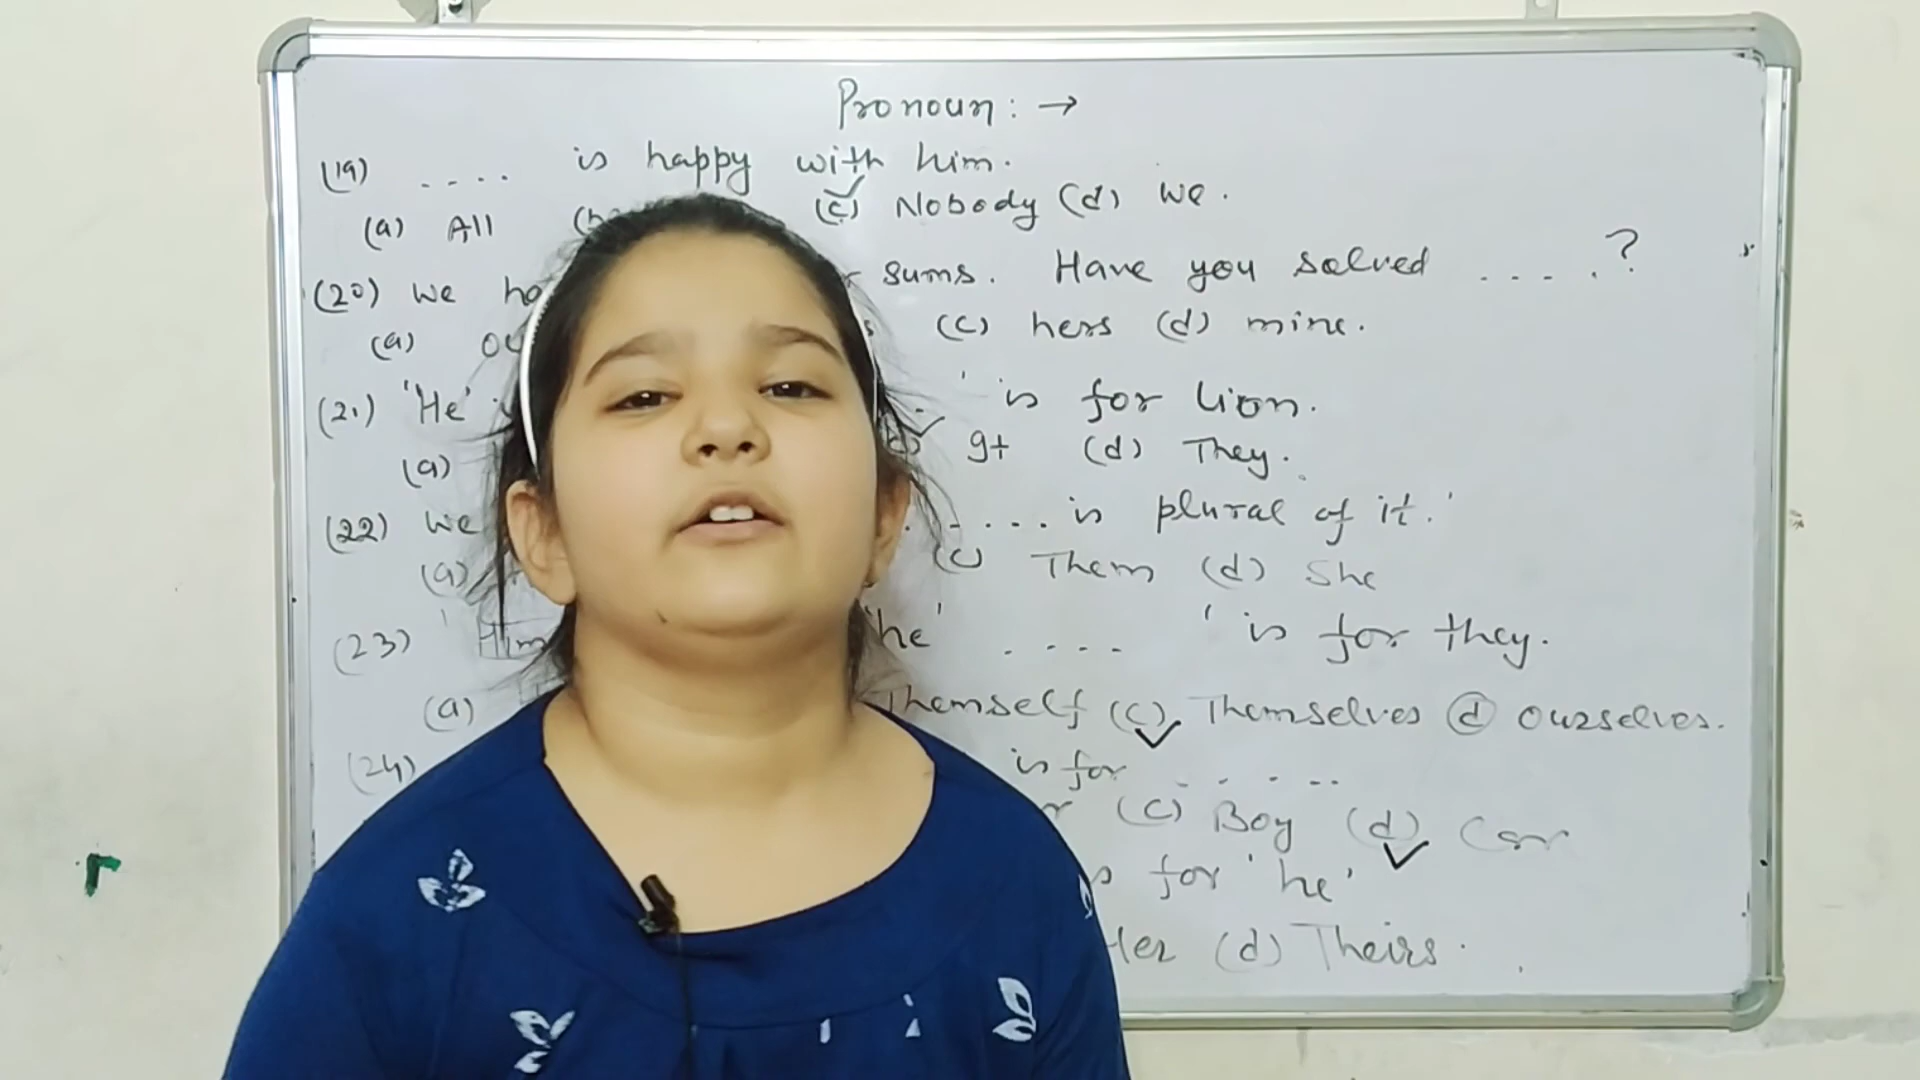 Pronoun: →
(19) .... is happy with him.
(a) All (c) Nobody (d) we.
(20) we sums. Have you solved ....?
(a) (c) hers (d) mine.
(21) 'He' ' is for Lion.
(a) (c) It (d) They.
(22) we .... is plural of it.'
(a) (c) Them (d) She
(23) 'Him 'he' .... ' is for they.
(a) Themself (c) Themselves (d) ourselves.
(24) is for .....
(c) Boy (d) Car
for 'he'
Her (d) Theirs.